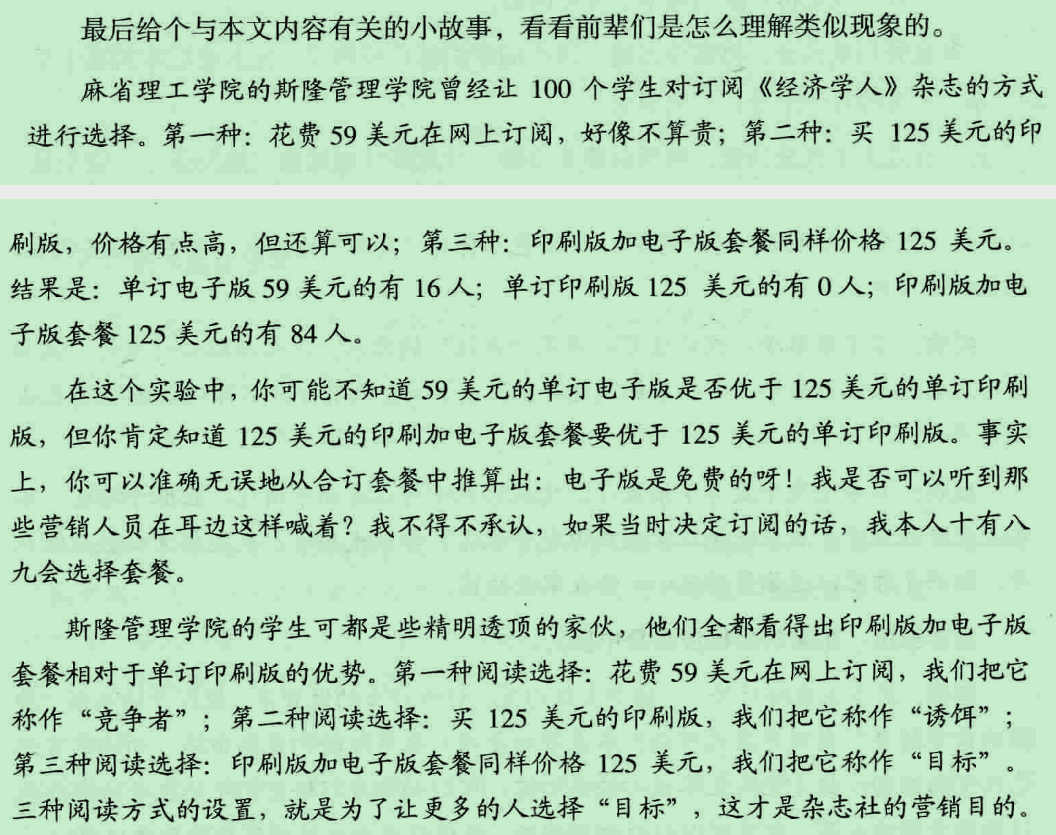 最后给个与本文内容有关的小故事，看看前辈们是怎么理解类似现象的。
麻省理工学院的斯隆管理学院曾经让 100 个学生对订阅《经济学人》杂志的方式
进行选择。第一种：花费 59 美元在网上订阅，好像不算贵；第二种：买 125 美元的印
刷版，价格有点高，但还算可以；第三种：印刷版加电子版套餐同样价格 125 美元。
结果是：单订电子版 59 美元的有 16 人；单订印刷版 125 美元的有 0 人；印刷版加电
子版套餐 125 美元的有 84 人。
在这个实验中，你可能不知道 59 美元的单订电子版是否优于 125 美元的单订印刷
版，但你肯定知道 125 美元的印刷加电子版套餐要优于 125 美元的单订印刷版。事实
上，你可以准确无误地从合订套餐中推算出：电子版是免费的呀！我是否可以听到那
些营销人员在耳边这样喊着？我不得不承认，如果当时决定订阅的话，我本人十有八
九会选择套餐。
斯隆管理学院的学生可都是些精明透顶的家伙，他们全都看得出印刷版加电子版
套餐相对于单订印刷版的优势。第一种阅读选择：花费 59 美元在网上订阅，我们把它
称作“竞争者”；第二种阅读选择：买 125 美元的印刷版，我们把它称作“诱饵”；
第三种阅读选择：印刷版加电子版套餐同样价格 125 美元，我们把它称作“目标”。
三种阅读方式的设置，就是为了让更多的人选择“目标”，这才是杂志社的营销目的。